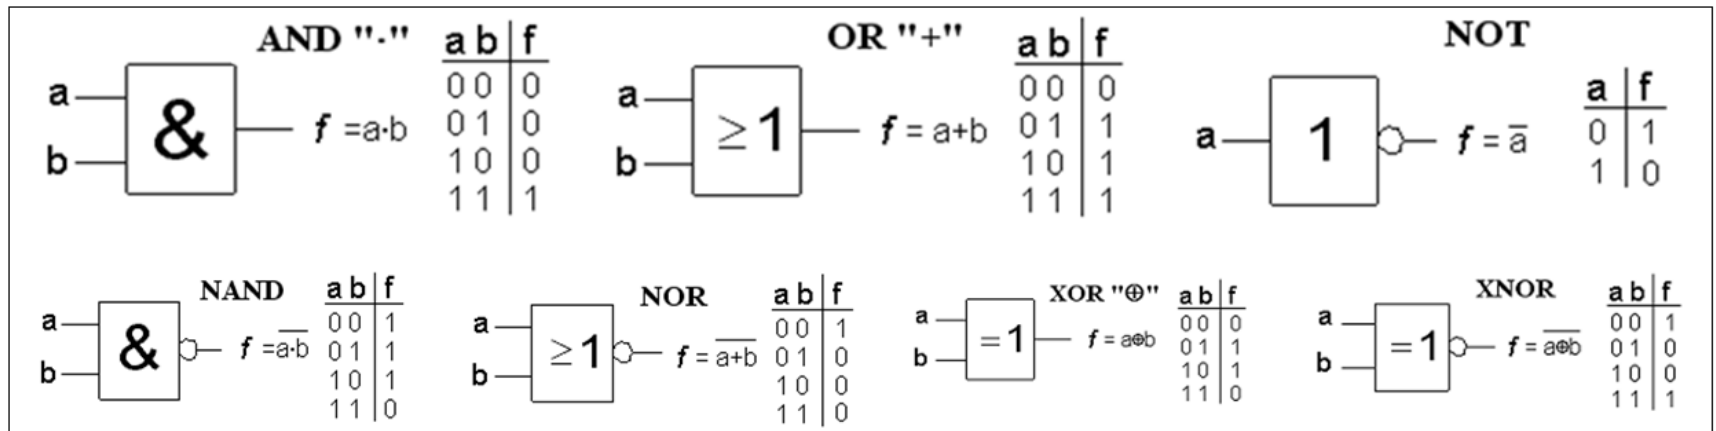 AND "·"
a b f
0 0 0
0 1 0
1 0 0
1 1 1
a
b
&
f =a·b
OR "+"
a b f
0 0 0
0 1 1
1 0 1
1 1 1
a
b
≥1
f = a+b
NOT
a f
0 1
1 0
a
1
f = a̅
NAND
a b f
0 0 1
0 1 1
1 0 1
1 1 0
a
b
&
f =a̅·̅b̅
NOR
a b f
0 0 1
0 1 0
1 0 0
1 1 0
a
b
≥1
f = a̅+̅b̅
XOR "⊕"
a b f
0 0 0
0 1 1
1 0 1
1 1 0
a
b
=1
f = a⊕b
XNOR
a b f
0 0 1
0 1 0
1 0 0
1 1 1
a
b
=1
f = a̅⊕̅b̅